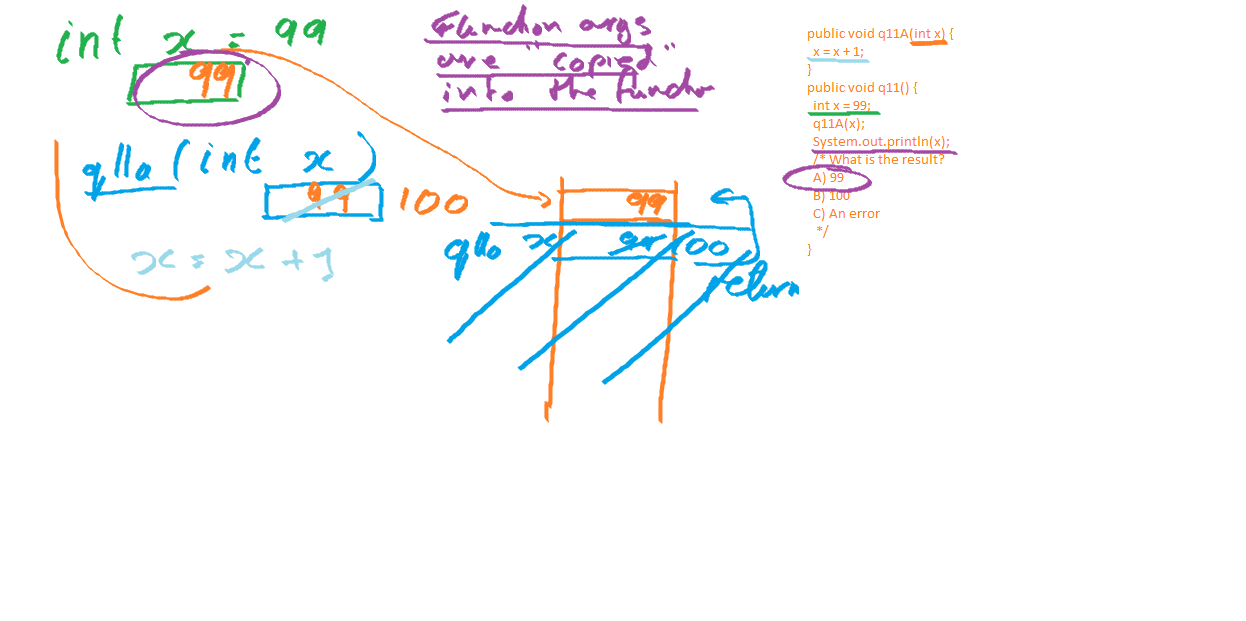 int x = 99
99
Function args
are "copied"
into the function
q11a (int x)
99 100
x = x + 1
99
q11a x 99 100
return
public void q11A(int x) {
x = x + 1;
}
public void q11() {
int x = 99;
q11A(x);
System.out.println(x);
/* What is the result?
A) 99
B) 100
C) An error
*/
}